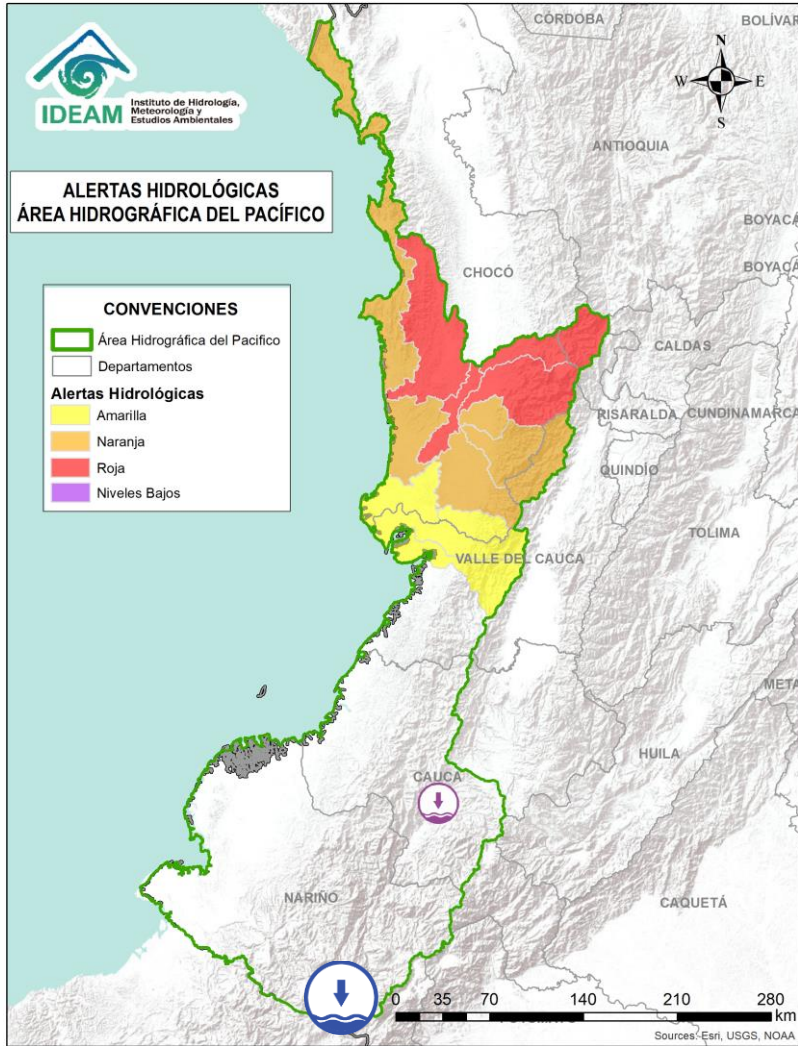 IDEAM
Instituto de Hidrología,
Meteorología y
Estudios Ambientales
CÓRDOBA
BOLÍVAR
N
W
E
S
ANTIOQUIA
ALERTAS HIDROLÓGICAS
ÁREA HIDROGRÁFICA DEL PACÍFICO
BOYACÁ
CHOCÓ
BOYACÁ
CONVENCIONES
Área Hidrográfica del Pacifico
Departamentos
Alertas Hidrológicas
Amarilla
Naranja
Roja
Niveles Bajos
CALDAS
RISARALDA
CUNDINAMARCA
QUINDÍO
TOLIMA
VALLE DEL CAUCA
META
HUILA
CAUCA
NARIÑO
CAQUETÁ
0 35 70 140 210 280
km
Sources: Esri, USGS, NOAA